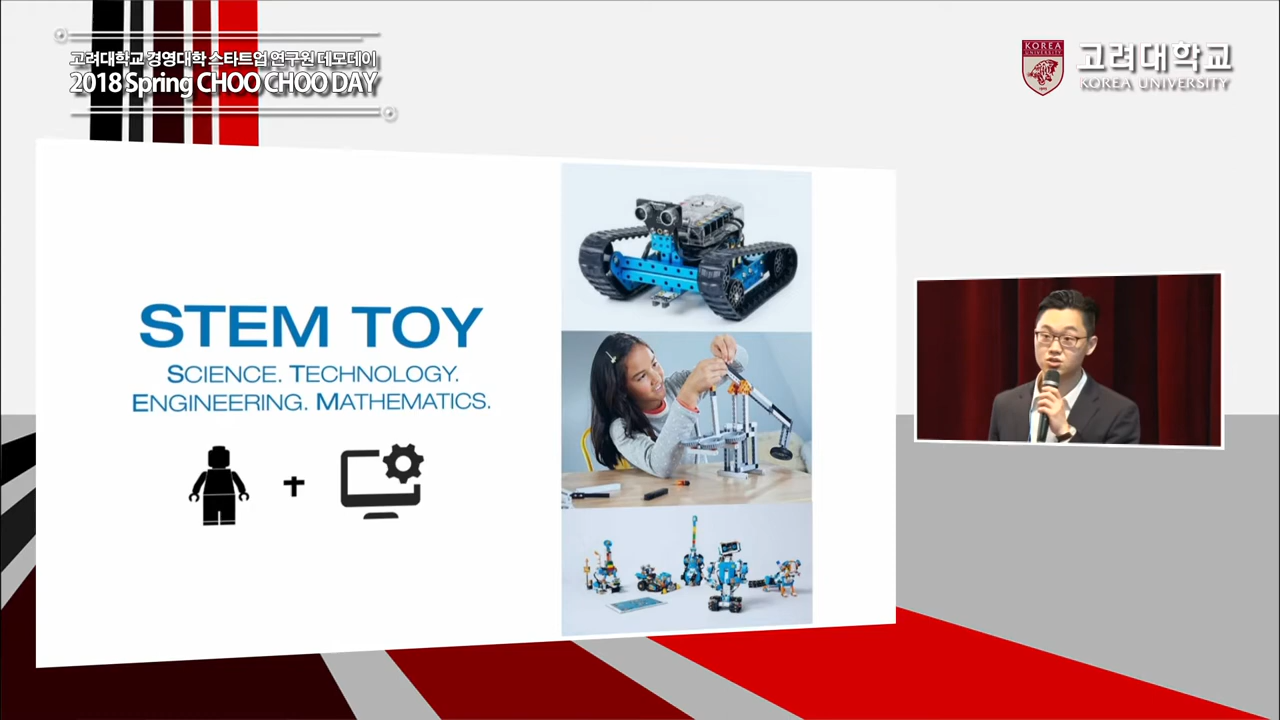 고려대학교 경영대학 스타트업 연구원 데모데이
2018 Spring CHOO CHOO DAY
KOREA
UNIVERSITY
고려대학교
KOREA UNIVERSITY
STEM TOY
SCIENCE. TECHNOLOGY.
ENGINEERING. MATHEMATICS.
+